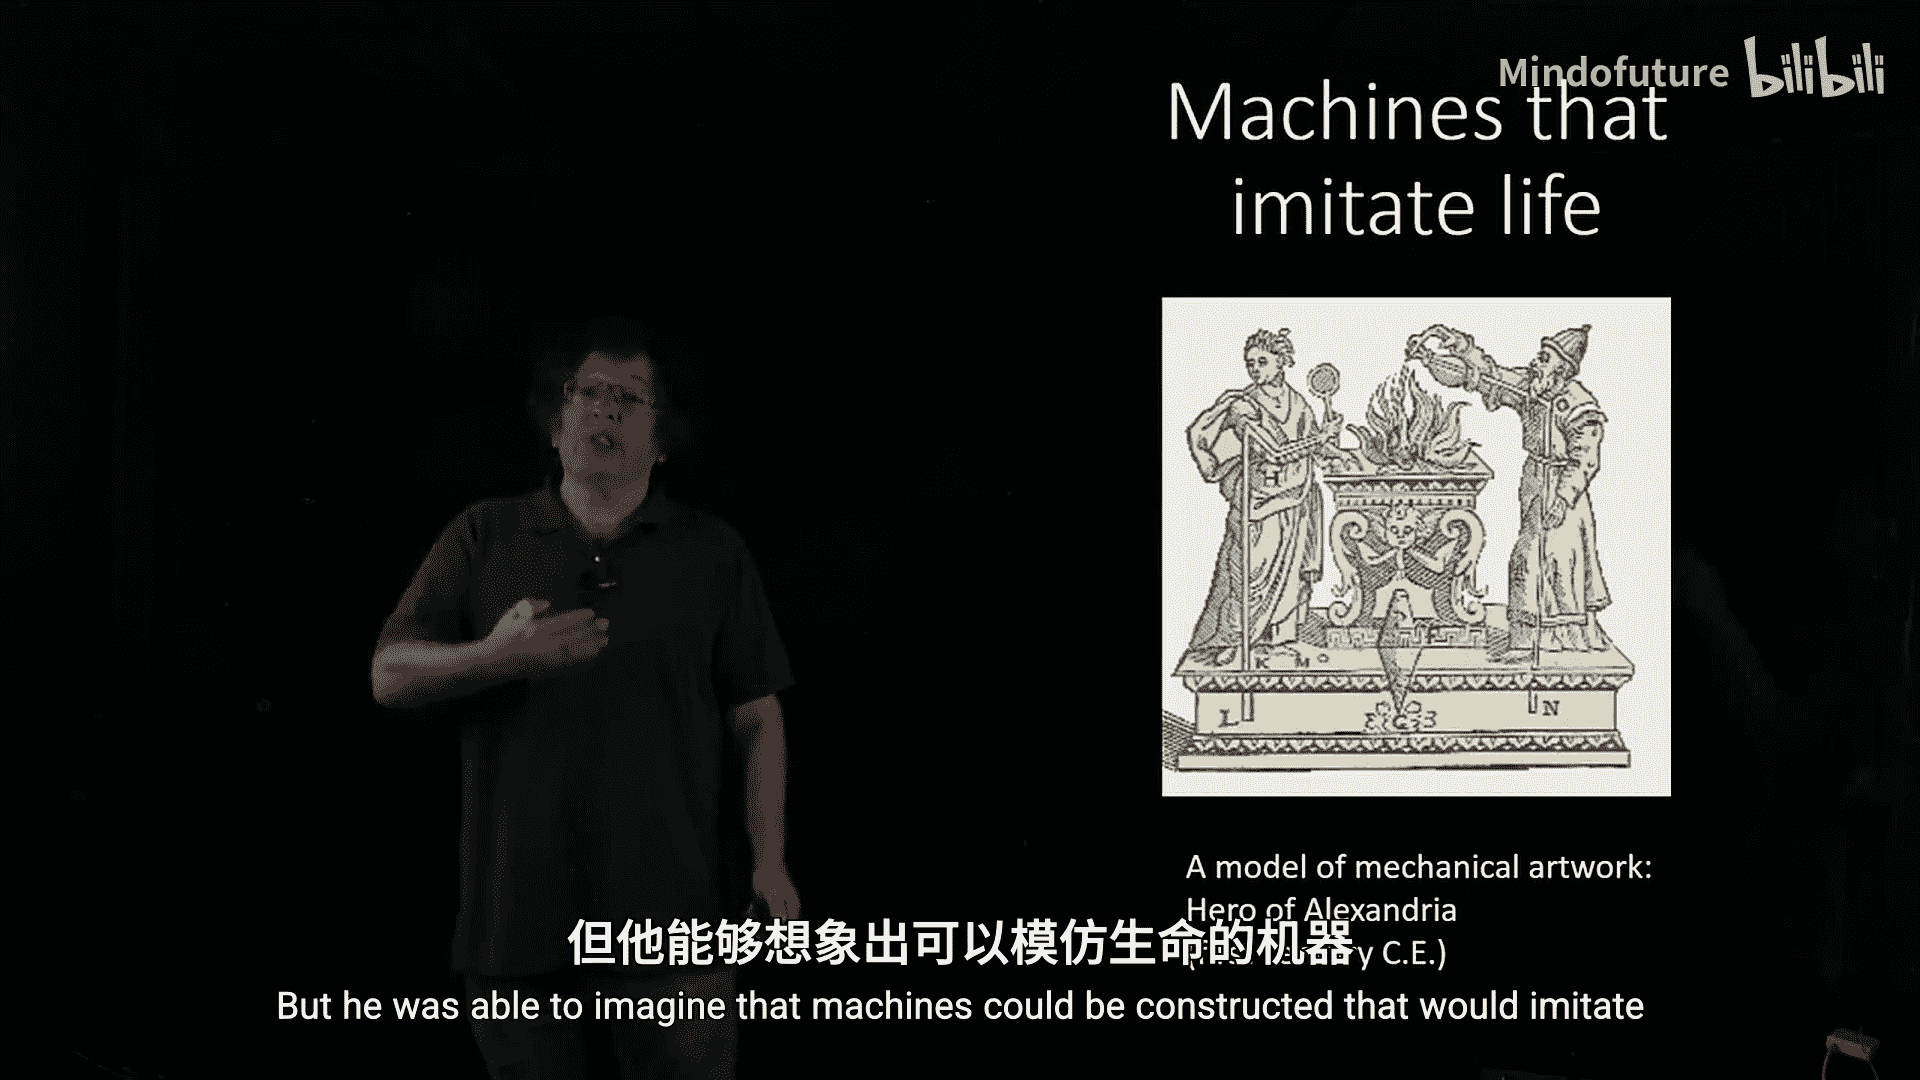 Mindofuture bilibili
Machines that
imitate life
H
K M
L G N
A model of mechanical artwork:
Hero of Alexandria
y C.E.)
但他能够想象出可以模仿生命的机器
But he was able to imagine that machines could be constructed that would imitate